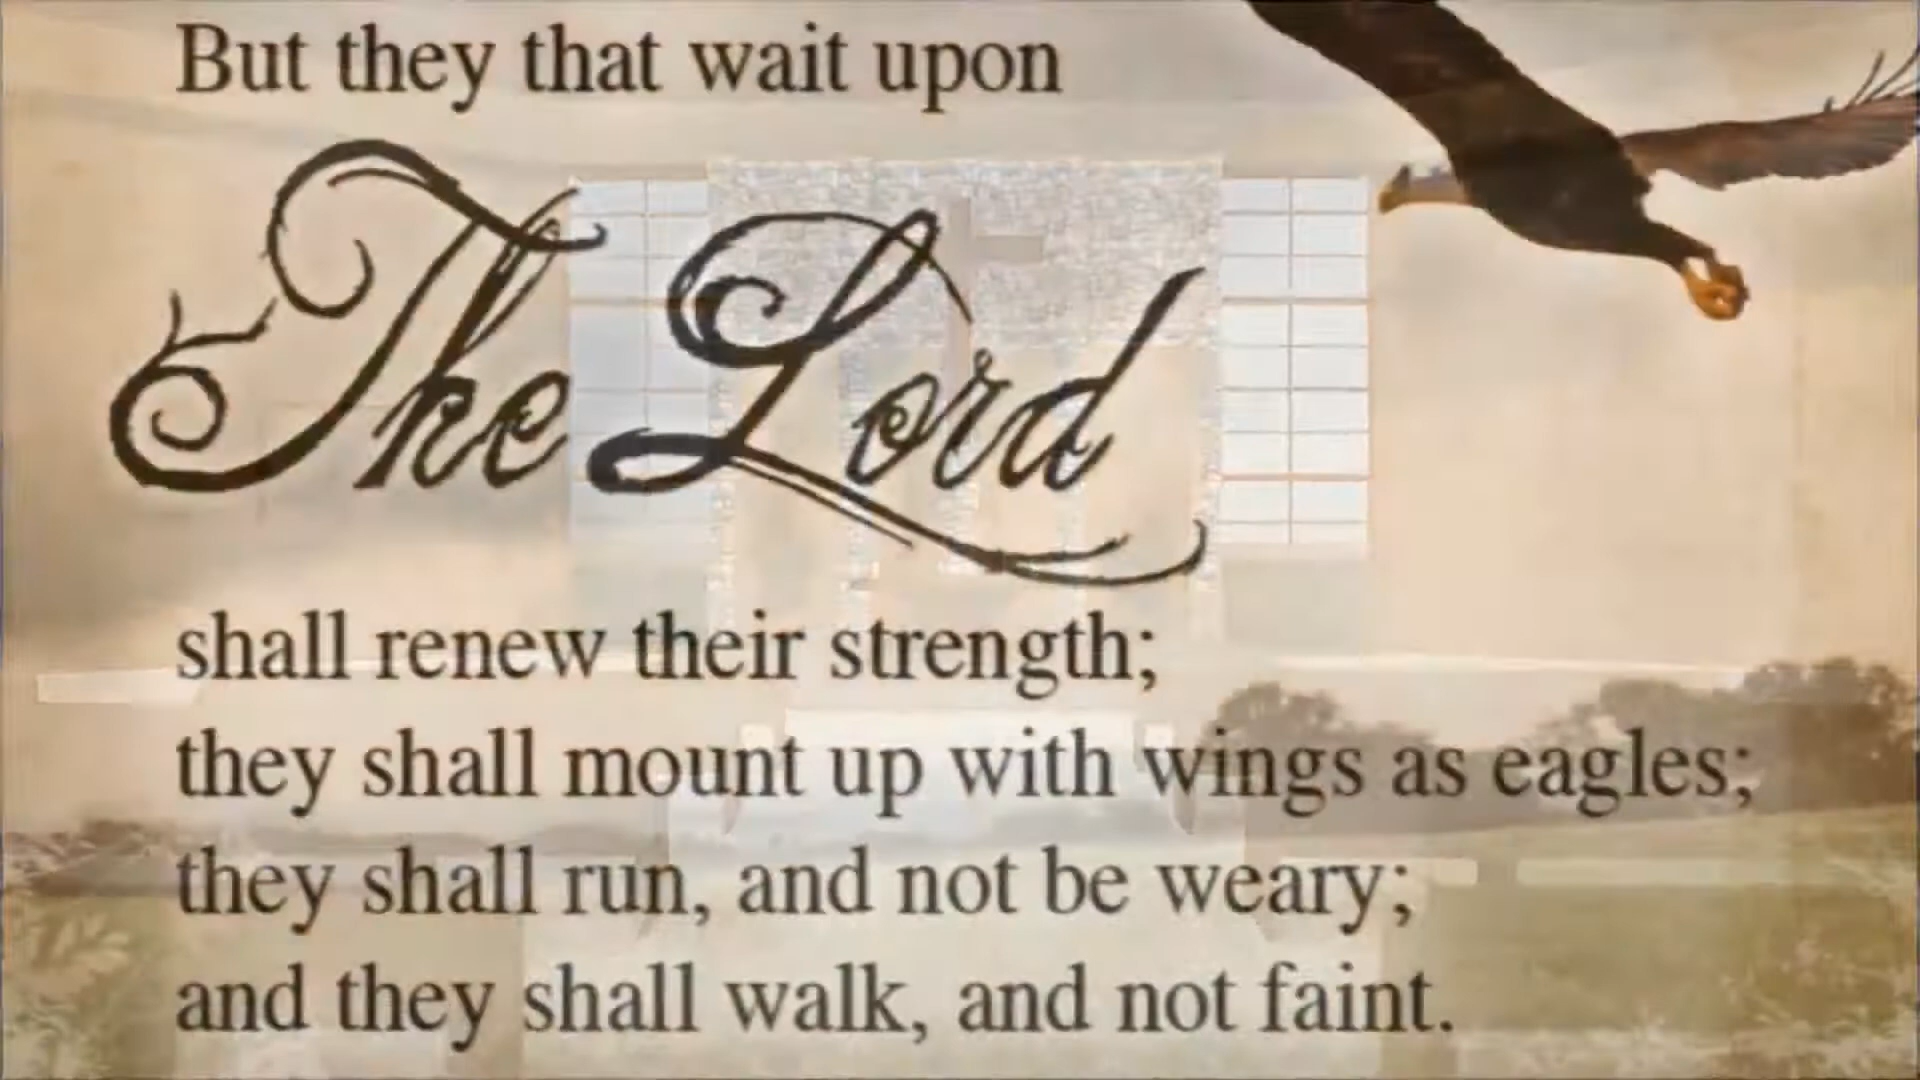 But they that wait upon
The Lord
shall renew their strength;
they shall mount up with wings as eagles;
they shall run, and not be weary;
and they shall walk, and not faint.